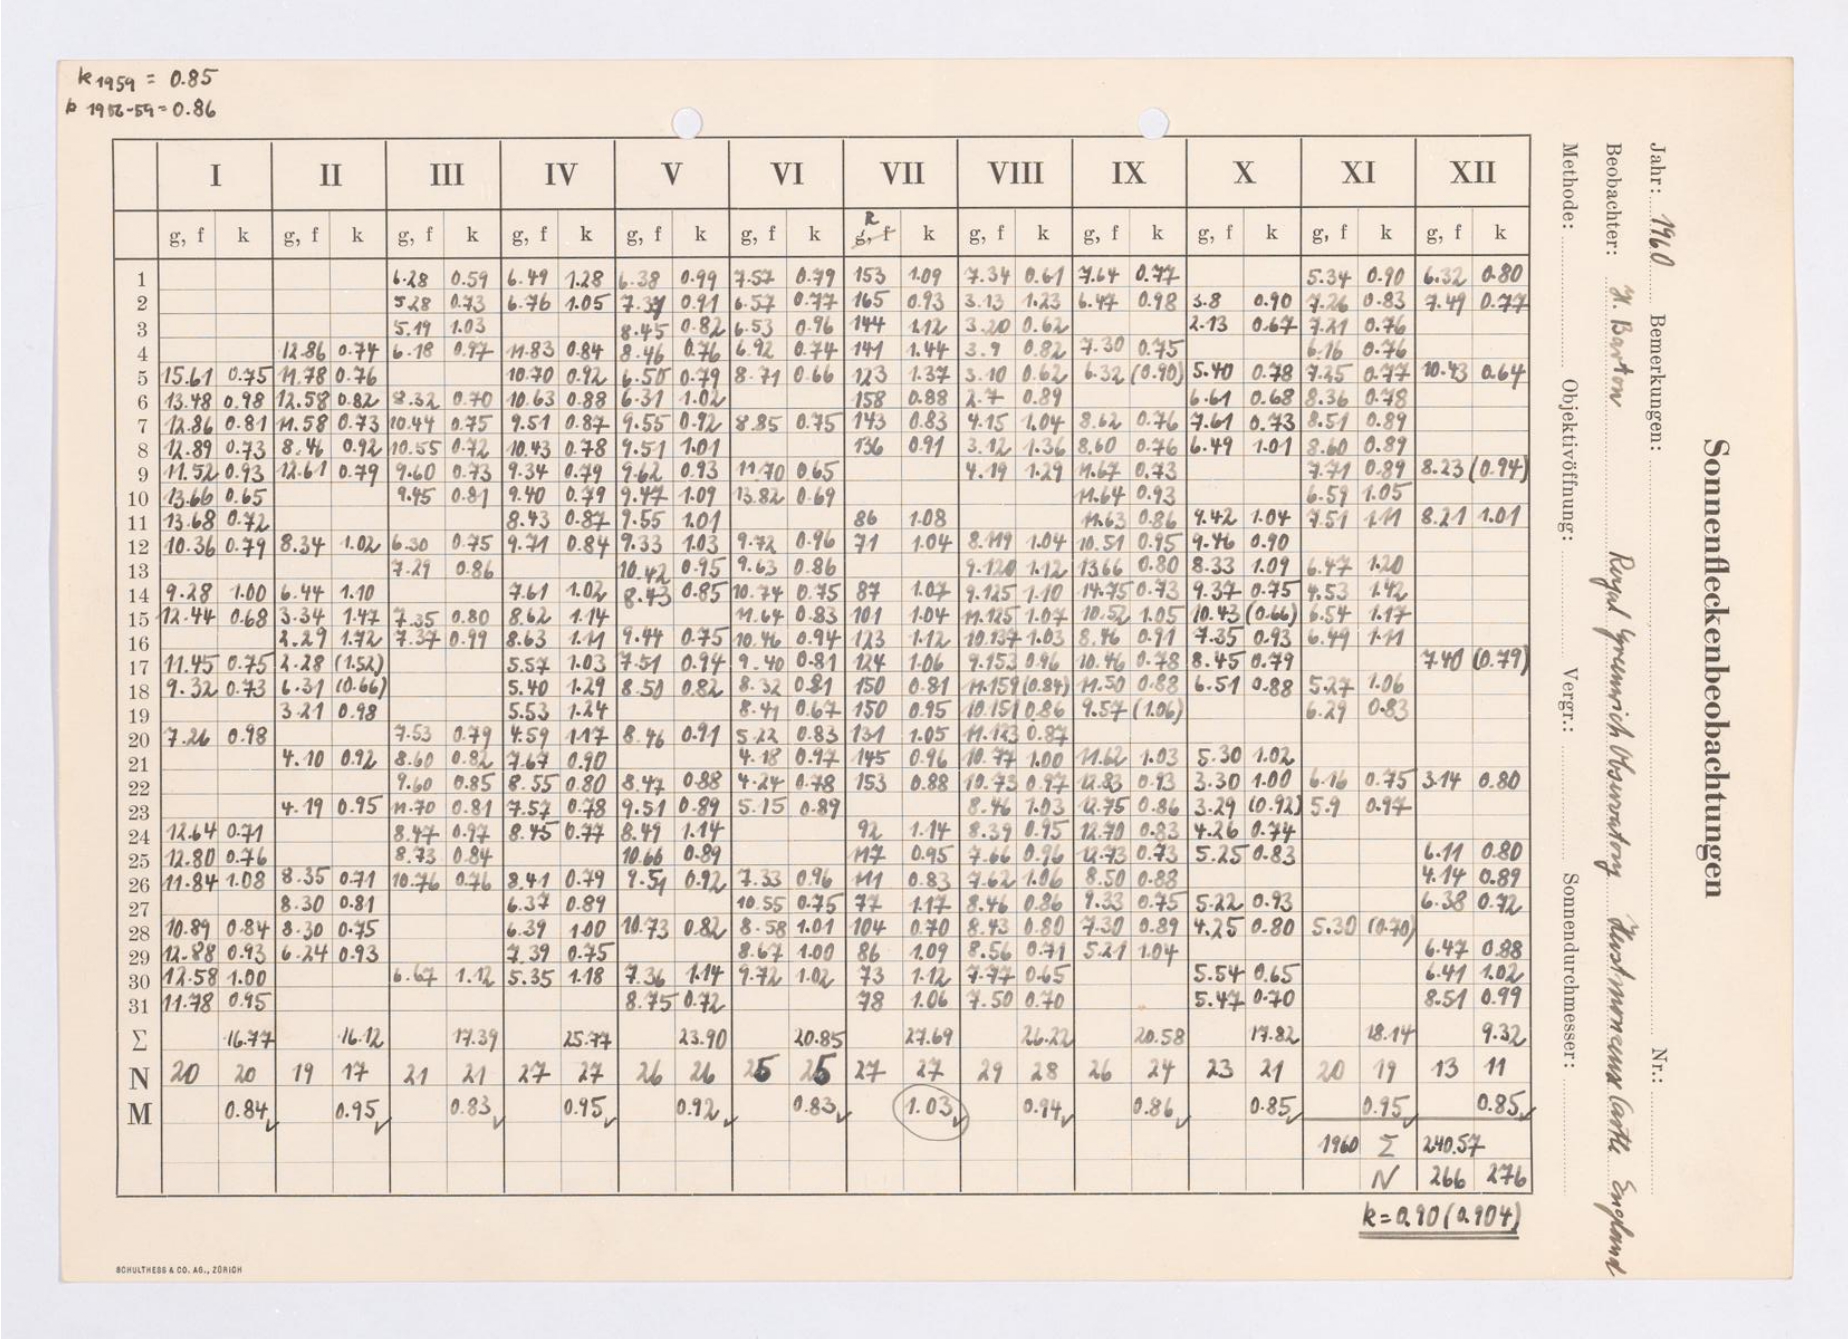 k 1959 = 0.85
k 1956-59 = 0.86
I II III IV V VI VII VIII IX X XI XII
g, f k g, f k g, f k g, f k g, f k g, f k R g, f k g, f k g, f k g, f k g, f k g, f k
1 6.28 0.59 6.49 1.28 6.38 0.99 7.57 0.79 153 1.09 7.34 0.61 7.64 0.77 5.34 0.90 6.32 0.80
2 5.28 0.73 6.76 1.05 7.37 0.91 6.57 0.77 165 0.93 3.13 1.23 6.47 0.98 3.8 0.90 7.26 0.83 7.49 0.77
3 5.19 1.03 8.45 0.82 6.53 0.96 144 1.12 3.20 0.62 2.13 0.67 7.21 0.76
4 12.86 0.74 6.18 0.97 11.83 0.84 8.46 0.76 6.92 0.74 141 1.44 3.9 0.82 7.30 0.75 6.16 0.76
5 15.61 0.75 11.78 0.76 10.70 0.92 6.50 0.79 8.71 0.66 123 1.37 3.10 0.62 6.32 (0.90) 5.40 0.78 7.25 0.77 10.43 0.64
6 13.48 0.98 12.58 0.82 8.32 0.70 10.63 0.88 6.31 1.02 158 0.88 2.7 0.89 6.61 0.68 8.36 0.78
7 12.86 0.81 11.58 0.73 10.44 0.75 9.51 0.87 9.55 0.92 8.85 0.75 143 0.83 4.15 1.04 8.62 0.76 7.61 0.73 8.51 0.89
8 12.89 0.73 8.46 0.92 10.55 0.72 10.43 0.78 9.51 1.01 136 0.91 3.12 1.36 8.60 0.76 6.49 1.01 8.60 0.89
9 11.52 0.93 12.61 0.79 9.60 0.73 9.34 0.79 9.62 0.93 11.70 0.65 4.19 1.29 11.67 0.73 7.71 0.89 8.23 (0.94)
10 13.66 0.65 9.45 0.81 9.40 0.79 9.47 1.09 13.82 0.69 11.64 0.93 6.59 1.05
11 13.68 0.72 8.43 0.87 9.55 1.01 86 1.08 11.63 0.86 9.42 1.04 7.51 1.11 8.21 1.01
12 10.36 0.79 8.34 1.02 6.30 0.75 9.71 0.84 9.33 1.03 9.72 0.96 71 1.04 8.119 1.04 10.51 0.95 9.46 0.90
13 7.29 0.86 10.42 0.95 9.63 0.86 9.120 1.12 13.66 0.80 8.33 1.09 6.47 1.20
14 9.28 1.00 6.44 1.10 7.61 1.02 8.43 0.85 10.74 0.75 87 1.07 9.125 1.10 14.75 0.73 9.37 0.75 4.53 1.42
15 12.44 0.68 3.34 1.47 7.35 0.80 8.62 1.14 11.64 0.83 101 1.04 11.125 1.07 10.52 1.05 10.43 (0.66) 6.54 1.17
16 2.29 1.72 7.37 0.99 8.63 1.11 9.44 0.75 10.46 0.94 123 1.12 10.137 1.03 8.46 0.91 7.35 0.93 6.49 1.11
17 11.45 0.75 2.28 (1.52) 5.57 1.03 7.51 0.94 9.40 0.81 124 1.06 9.153 0.96 10.46 0.78 8.45 0.79 7.40 (0.79)
18 9.32 0.73 6.31 (0.66) 5.40 1.29 8.50 0.82 8.32 0.81 150 0.81 11.159 (0.84) 11.50 0.88 6.51 0.88 5.27 1.06
19 3.21 0.98 5.53 1.24 8.41 0.67 150 0.95 10.151 0.86 9.57 (1.06) 6.29 0.83
20 7.26 0.98 7.53 0.79 4.59 1.17 8.46 0.91 5.22 0.83 131 1.05 11.123 0.87
21 4.10 0.92 8.60 0.82 7.67 0.90 4.18 0.97 145 0.96 10.77 1.00 11.62 1.03 5.30 1.02
22 9.60 0.85 8.55 0.80 8.47 0.88 4.24 0.78 153 0.88 10.73 0.97 12.83 0.93 3.30 1.00 6.16 0.75 3.14 0.80
23 4.19 0.95 11.70 0.81 7.57 0.78 9.51 0.89 5.15 0.89 8.46 1.03 12.75 0.86 3.29 (0.92) 5.9 0.97
24 12.64 0.71 8.47 0.97 8.45 0.77 8.49 1.14 92 1.14 8.39 0.95 12.70 0.83 4.26 0.74
25 12.80 0.76 8.73 0.84 10.66 0.89 117 0.95 7.66 0.96 12.73 0.73 5.25 0.83 6.11 0.80
26 11.84 1.08 8.35 0.71 10.76 0.76 8.41 0.79 9.51 0.92 7.33 0.96 111 0.83 7.62 1.06 8.50 0.88 4.14 0.89
27 8.30 0.81 6.37 0.89 10.55 0.75 77 1.17 8.46 0.86 9.33 0.75 5.22 0.93 6.38 0.72
28 10.89 0.84 8.30 0.75 6.39 1.00 10.73 0.82 8.58 1.01 104 0.70 8.43 0.80 7.30 0.89 4.25 0.80 5.30 (0.70)
29 12.88 0.93 6.24 0.93 7.39 0.75 8.67 1.00 86 1.09 8.56 0.71 5.21 1.04 6.47 0.88
30 12.58 1.00 6.67 1.12 5.35 1.18 7.36 1.14 9.72 1.02 73 1.12 7.77 0.65 5.54 0.65 6.41 1.02
31 11.78 0.95 8.75 0.72 78 1.06 7.50 0.70 5.47 0.70 8.51 0.99
Σ 16.77 16.12 17.39 25.77 23.90 20.85 27.69 26.22 20.58 17.82 18.14 9.32
N 20 20 19 17 21 21 27 27 26 26 25 25 27 27 29 28 26 24 23 21 20 19 13 11
M 0.84 0.95 0.83 0.95 0.92 0.83 1.03 0.94 0.86 0.85 0.95 0.85
1960 Σ 240.57
N 266 276
k = 0.90 (0.904)
SCHULTHESS & CO. AG., ZÜRICH
Sonnenfleckenbeobachtungen
Jahr: 1960 Bemerkungen: Nr.:
Beobachter: H. Barton Royal Greenwich Observatory Herstmonceux Castle England
Methode: Objektivöffnung: Vergr.: Sonnendurchmesser: